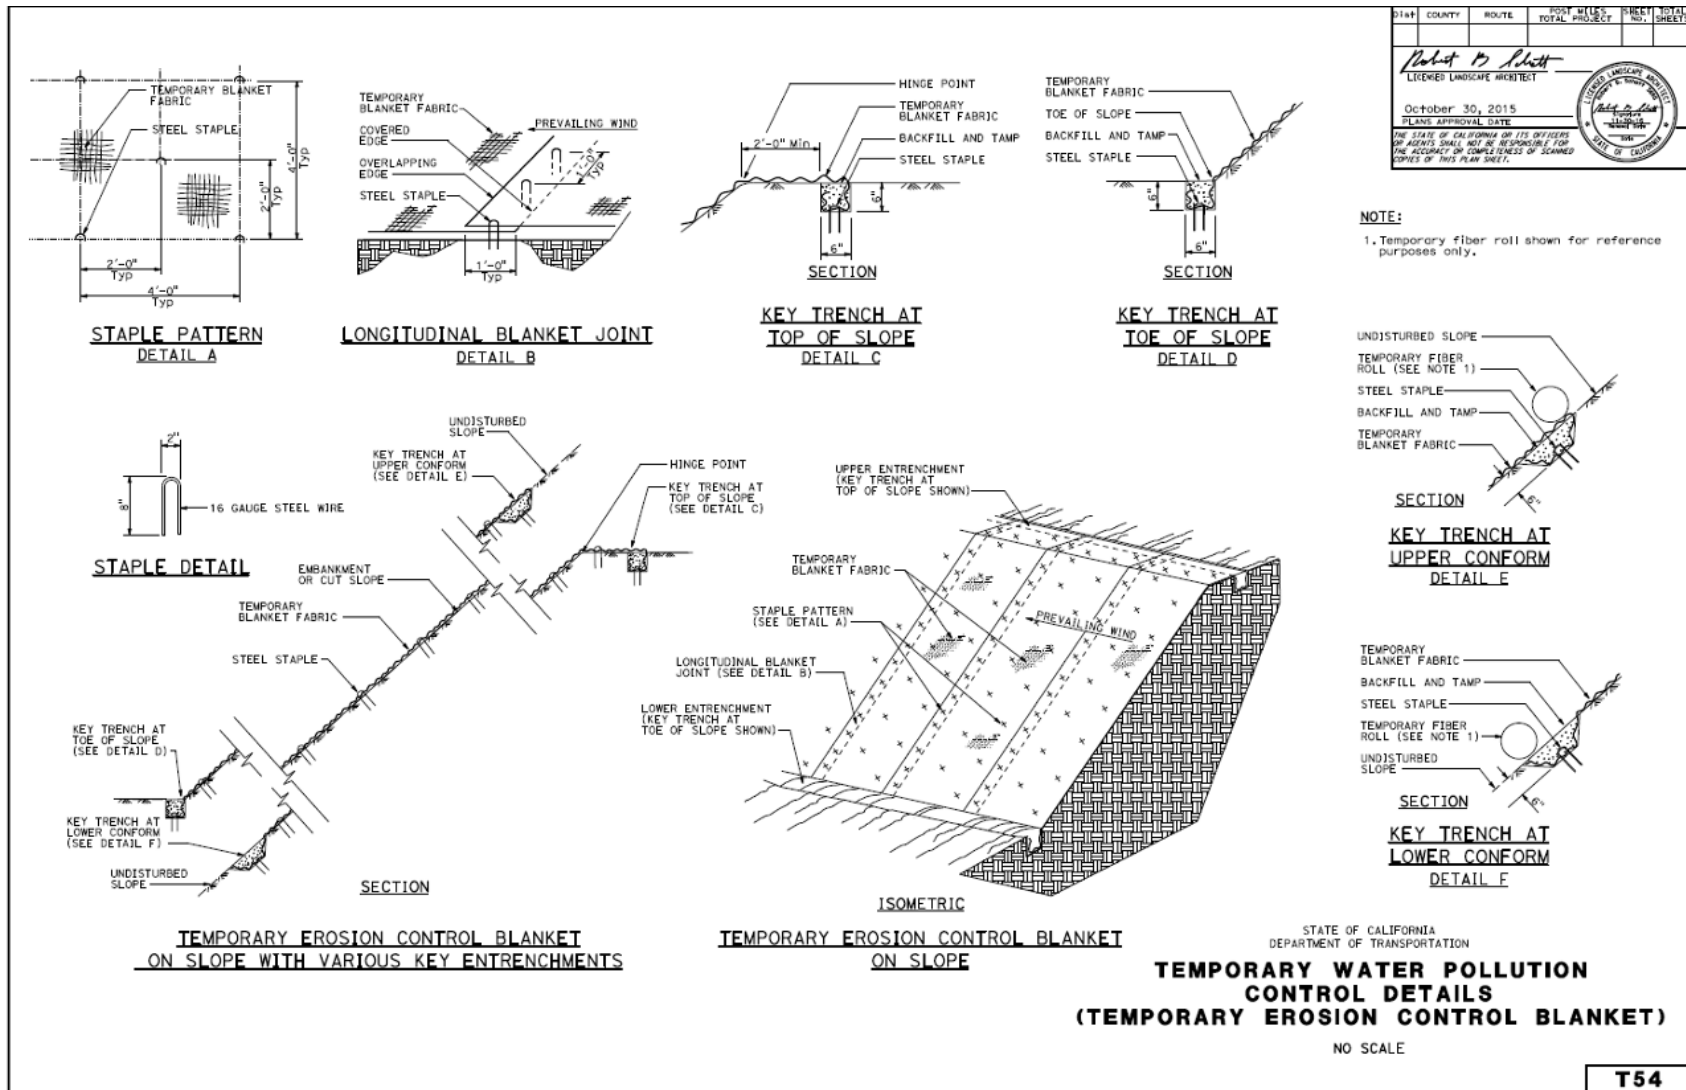 Dist COUNTY ROUTE POST MILES TOTAL PROJECT SHEET NO. TOTAL SHEETS
LICENSED LANDSCAPE ARCHITECT
October 30, 2015
PLANS APPROVAL DATE
THE STATE OF CALIFORNIA OR ITS OFFICERS
OR AGENTS SHALL NOT BE RESPONSIBLE FOR
THE ACCURACY OR COMPLETENESS OF SCANNED
COPIES OF THIS PLAN SHEET.
LICENSED LANDSCAPE ARCHITECT
STATE OF CALIFORNIA
TEMPORARY BLANKET
FABRIC
STEEL STAPLE
4'-0"
Typ
2'-0"
Typ
2'-0"
Typ
4'-0"
Typ
STAPLE PATTERN
DETAIL A
TEMPORARY
BLANKET FABRIC
COVERED
EDGE
OVERLAPPING
EDGE
STEEL STAPLE
PREVAILING WIND
1'-0"
Typ
1'-0"
Typ
LONGITUDINAL BLANKET JOINT
DETAIL B
HINGE POINT
TEMPORARY
BLANKET FABRIC
BACKFILL AND TAMP
STEEL STAPLE
2'-0" Min
6"
6"
SECTION
KEY TRENCH AT
TOP OF SLOPE
DETAIL C
TEMPORARY
BLANKET FABRIC
TOE OF SLOPE
BACKFILL AND TAMP
STEEL STAPLE
6"
6"
SECTION
KEY TRENCH AT
TOE OF SLOPE
DETAIL D
NOTE:
1. Temporary fiber roll shown for reference
purposes only.
UNDISTURBED SLOPE
TEMPORARY FIBER
ROLL (SEE NOTE 1)
STEEL STAPLE
BACKFILL AND TAMP
TEMPORARY
BLANKET FABRIC
6"
SECTION
KEY TRENCH AT
UPPER CONFORM
DETAIL E
2"
8"
16 GAUGE STEEL WIRE
STAPLE DETAIL
UNDISTURBED
SLOPE
KEY TRENCH AT
UPPER CONFORM
(SEE DETAIL E)
HINGE POINT
KEY TRENCH AT
TOP OF SLOPE
(SEE DETAIL C)
EMBANKMENT
OR CUT SLOPE
TEMPORARY
BLANKET FABRIC
STEEL STAPLE
KEY TRENCH AT
TOE OF SLOPE
(SEE DETAIL D)
KEY TRENCH AT
LOWER CONFORM
(SEE DETAIL F)
UNDISTURBED
SLOPE
SECTION
TEMPORARY EROSION CONTROL BLANKET
ON SLOPE WITH VARIOUS KEY ENTRENCHMENTS
UPPER ENTRENCHMENT
(KEY TRENCH AT
TOP OF SLOPE SHOWN)
TEMPORARY
BLANKET FABRIC
STAPLE PATTERN
(SEE DETAIL A)
PREVAILING WIND
LONGITUDINAL BLANKET
JOINT (SEE DETAIL B)
LOWER ENTRENCHMENT
(KEY TRENCH AT
TOE OF SLOPE SHOWN)
ISOMETRIC
TEMPORARY EROSION CONTROL BLANKET
ON SLOPE
TEMPORARY
BLANKET FABRIC
BACKFILL AND TAMP
STEEL STAPLE
TEMPORARY FIBER
ROLL (SEE NOTE 1)
UNDISTURBED
SLOPE
6"
SECTION
KEY TRENCH AT
LOWER CONFORM
DETAIL F
STATE OF CALIFORNIA
DEPARTMENT OF TRANSPORTATION
TEMPORARY WATER POLLUTION
CONTROL DETAILS
(TEMPORARY EROSION CONTROL BLANKET)
NO SCALE
T54